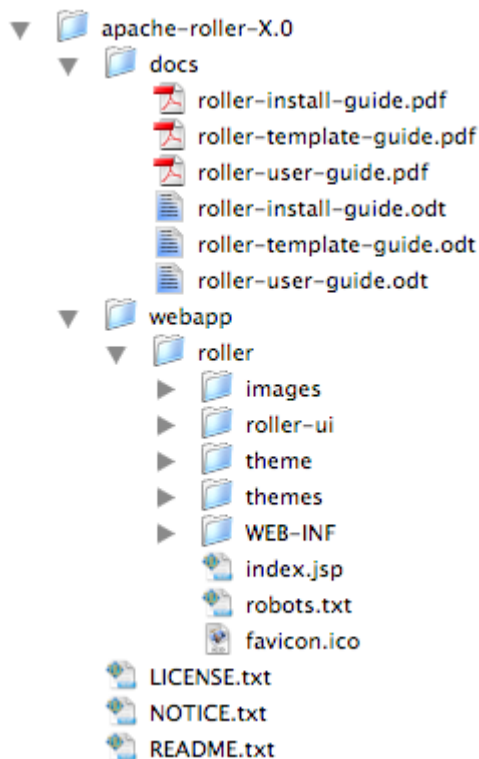 apache-roller-X.0
docs
roller-install-guide.pdf
roller-template-guide.pdf
roller-user-guide.pdf
roller-install-guide.odt
roller-template-guide.odt
roller-user-guide.odt
webapp
roller
images
roller-ui
theme
themes
WEB-INF
index.jsp
robots.txt
favicon.ico
LICENSE.txt
NOTICE.txt
README.txt